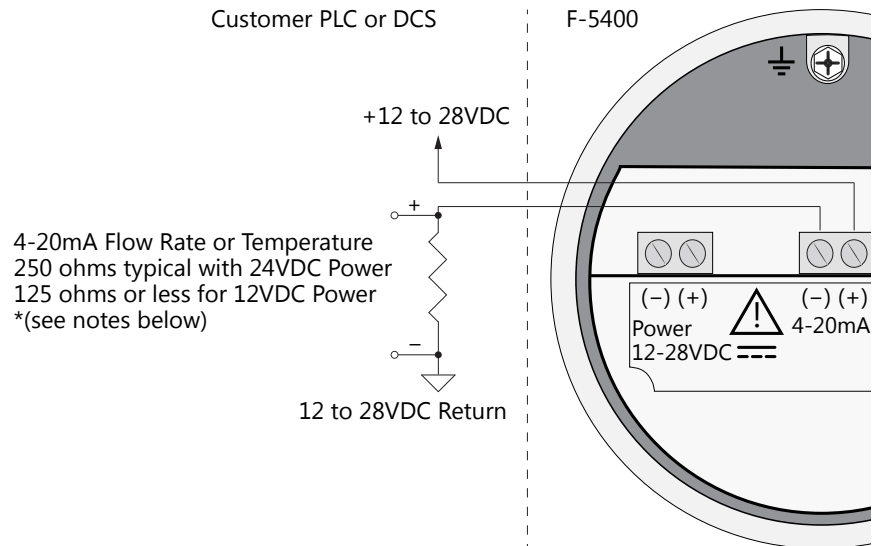 Customer PLC or DCS
F-5400
+12 to 28VDC
+
4-20mA Flow Rate or Temperature
250 ohms typical with 24VDC Power
125 ohms or less for 12VDC Power
*(see notes below)
−
12 to 28VDC Return
(−) (+)
Power
12-28VDC
!
(−) (+)
4-20mA